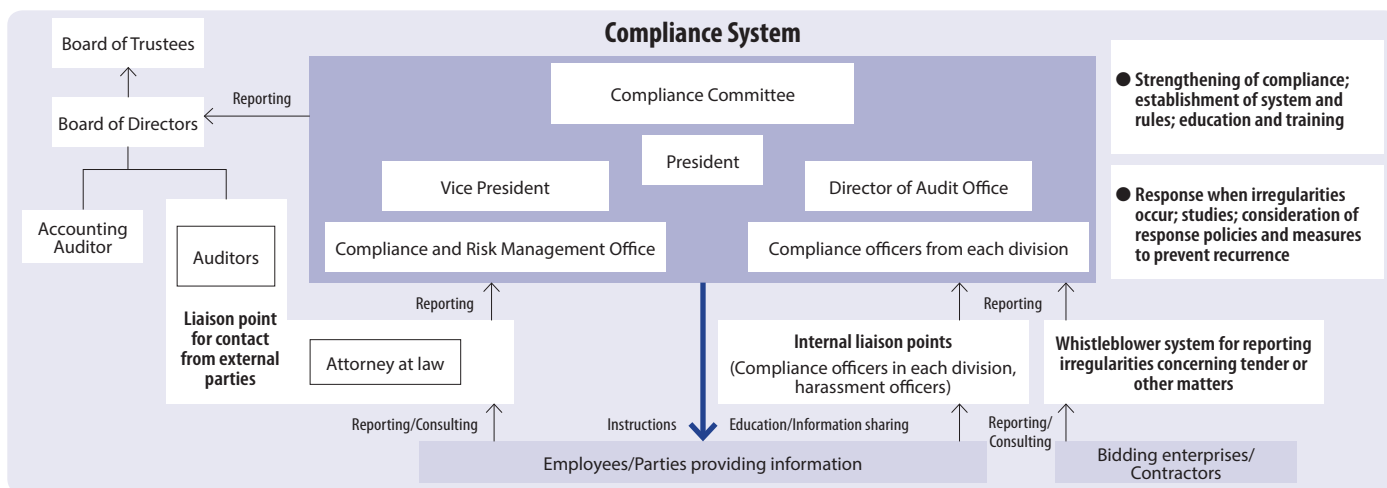 Compliance System
Board of Trustees
Board of Directors
Reporting
Accounting
Auditor
Auditors
Liaison point
for contact
from external
parties
Attorney at law
Compliance Committee
President
Vice President
Director of Audit Office
Compliance and Risk Management Office
Compliance officers from each division
● Strengthening of compliance;
establishment of system and
rules; education and training
● Response when irregularities
occur; studies; consideration of
response policies and measures
to prevent recurrence
Reporting
Reporting
Internal liaison points
(Compliance officers in each division,
harassment officers)
Whistleblower system for reporting
irregularities concerning tender or
other matters
Reporting/Consulting
Instructions
Education/Information sharing
Reporting/
Consulting
Employees/Parties providing information
Bidding enterprises/
Contractors